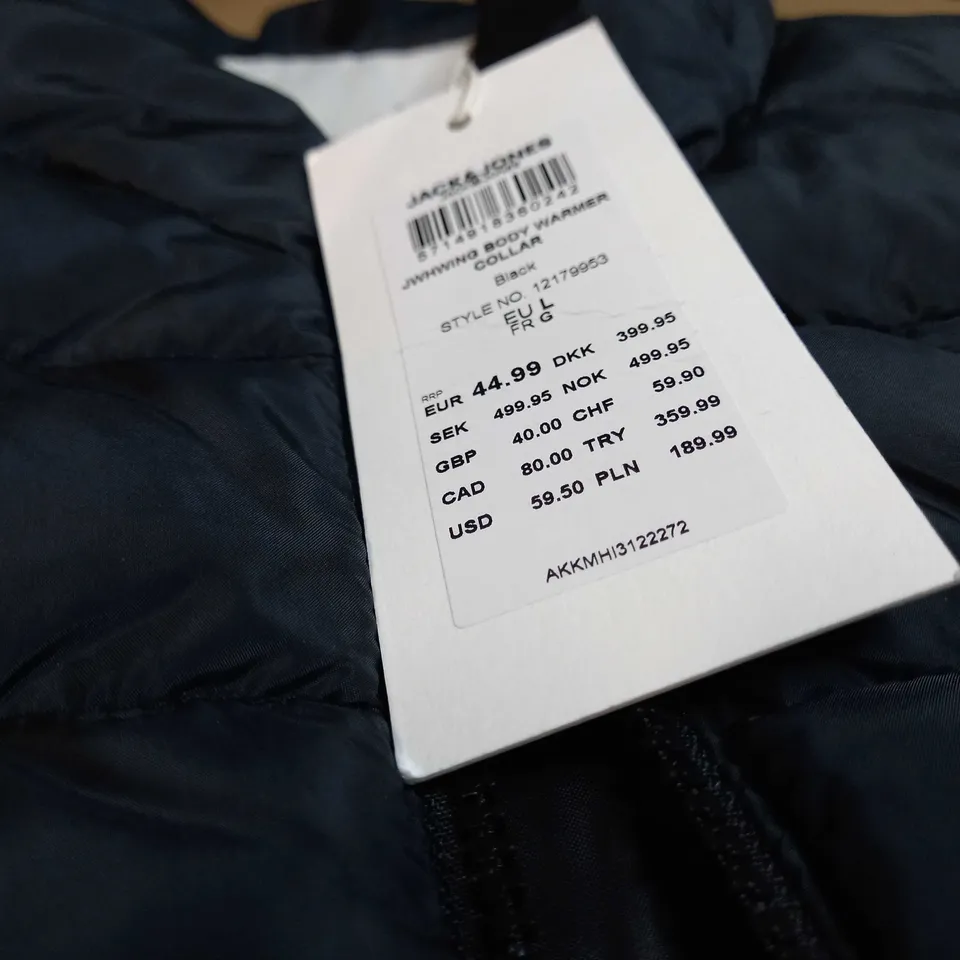 JACK & JONES
5714918380242
JWHWING BODY WARMER
COLLAR
Black
STYLE NO. 12179953
EU L
FR G
RRP
EUR 44.99 DKK 399.95
SEK 499.95 NOK 499.95
GBP 40.00 CHF 59.90
CAD 80.00 TRY 359.99
USD 59.50 PLN 189.99
AKKMHI3122272